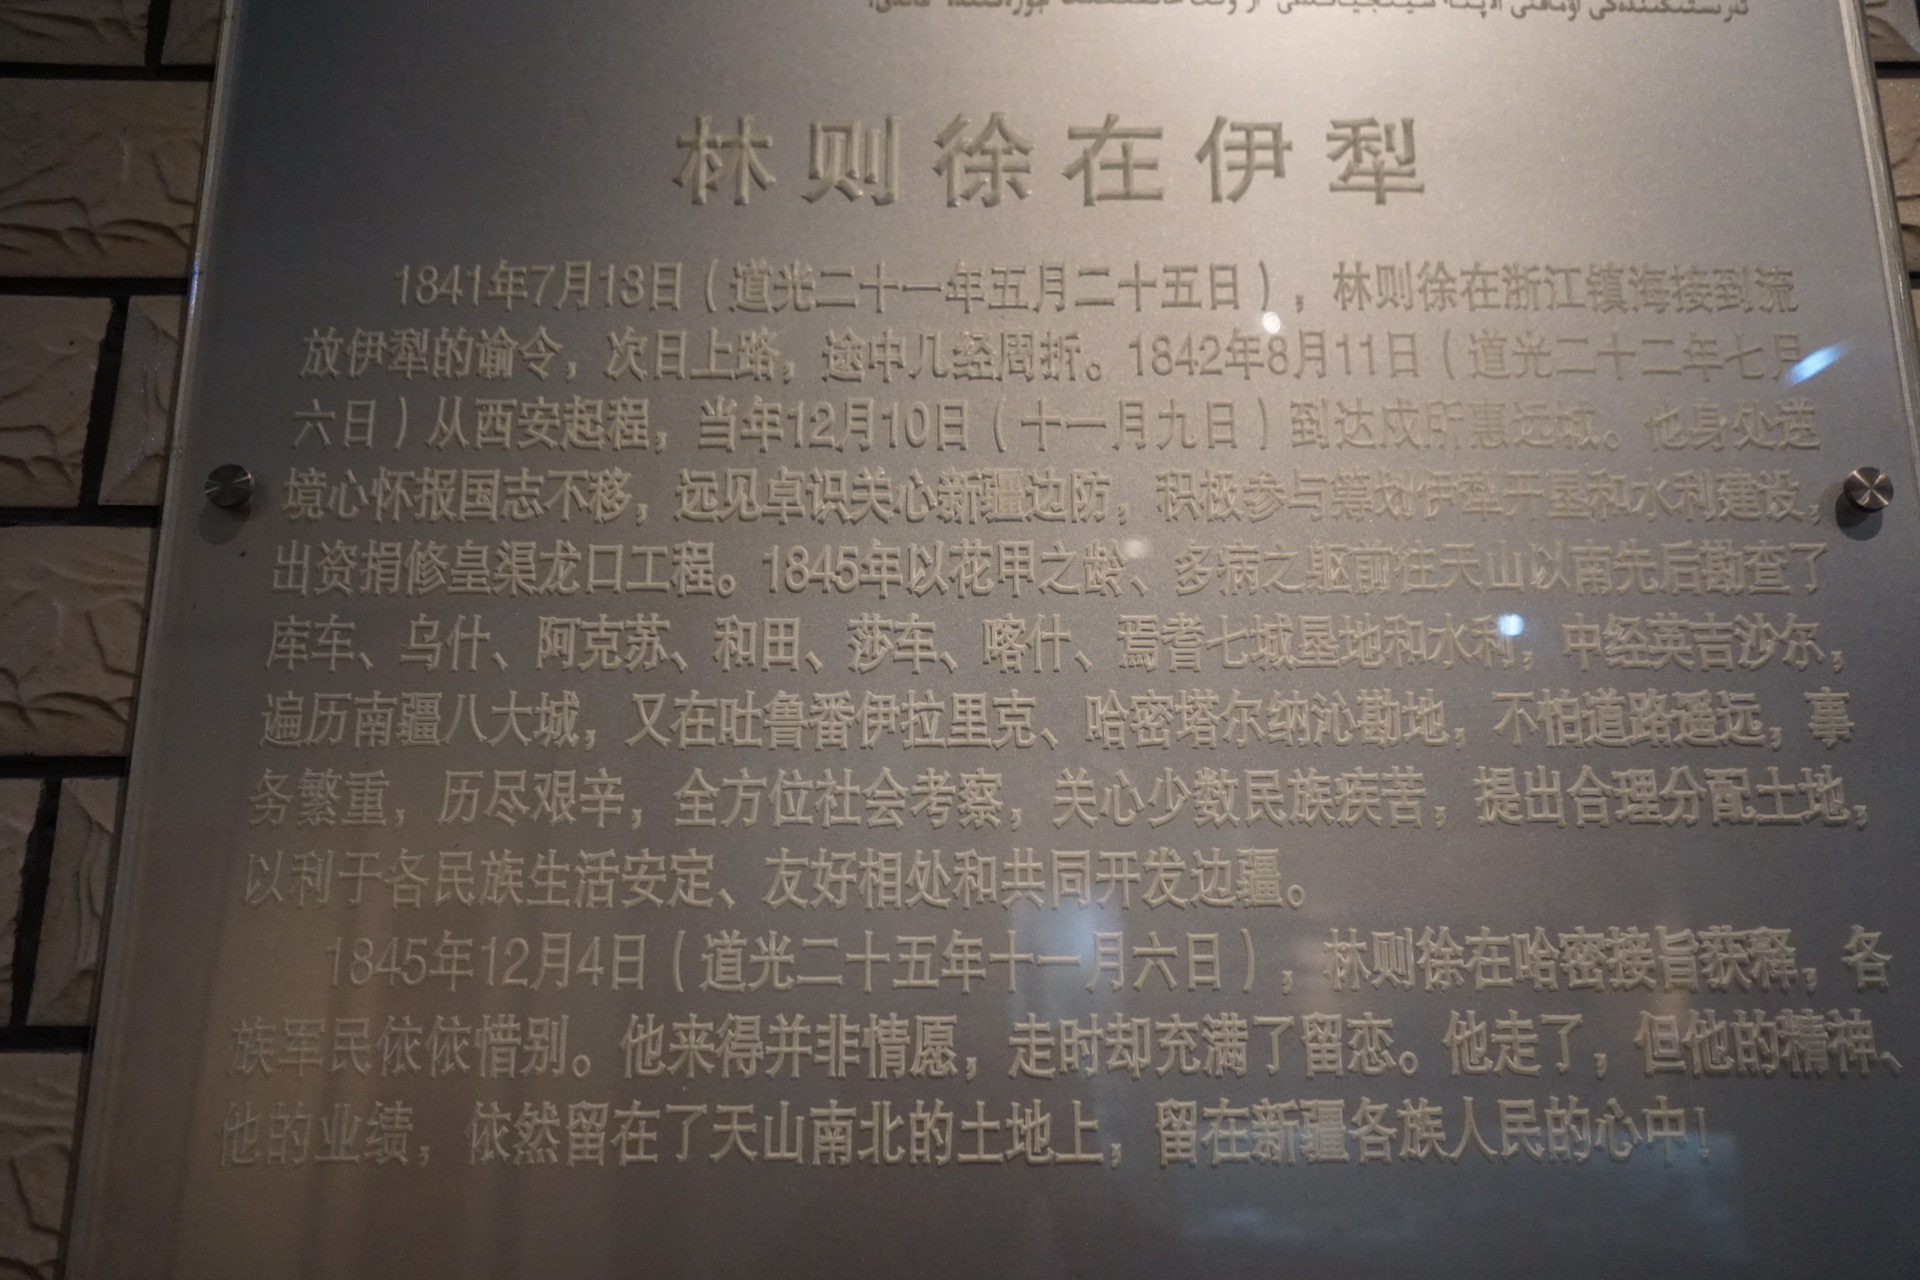 林则徐在伊犁
1841年7月13日（道光二十一年五月二十五日），林则徐在浙江镇海接到流
放伊犁的谕令，次日上路，途中几经周折。1842年8月11日（道光二十二年七月
六日）从西安起程，当年12月10日（十一月九日）到达戍所惠远城。他身处逆
境心怀报国志不移，远见卓识关心新疆边防，积极参与筹划伊犁开垦和水利建设，
出资捐修皇渠龙口工程。1845年以花甲之龄、多病之躯前往天山以南先后勘查了
库车、乌什、阿克苏、和田、莎车、喀什、焉耆七城垦地和水利，中经英吉沙尔，
遍历南疆八大城，又在吐鲁番伊拉里克、哈密塔尔纳沁勘地，不怕道路遥远，事
务繁重，历尽艰辛，全方位社会考察，关心少数民族疾苦，提出合理分配土地，
以利于各民族生活安定、友好相处和共同开发边疆。
1845年12月4日（道光二十五年十一月六日），林则徐在哈密接旨获释，各
族军民依依惜别。他来得并非情愿，走时却充满了留恋。他走了，但他的精神、
他的业绩，依然留在了天山南北的土地上，留在新疆各族人民的心中！